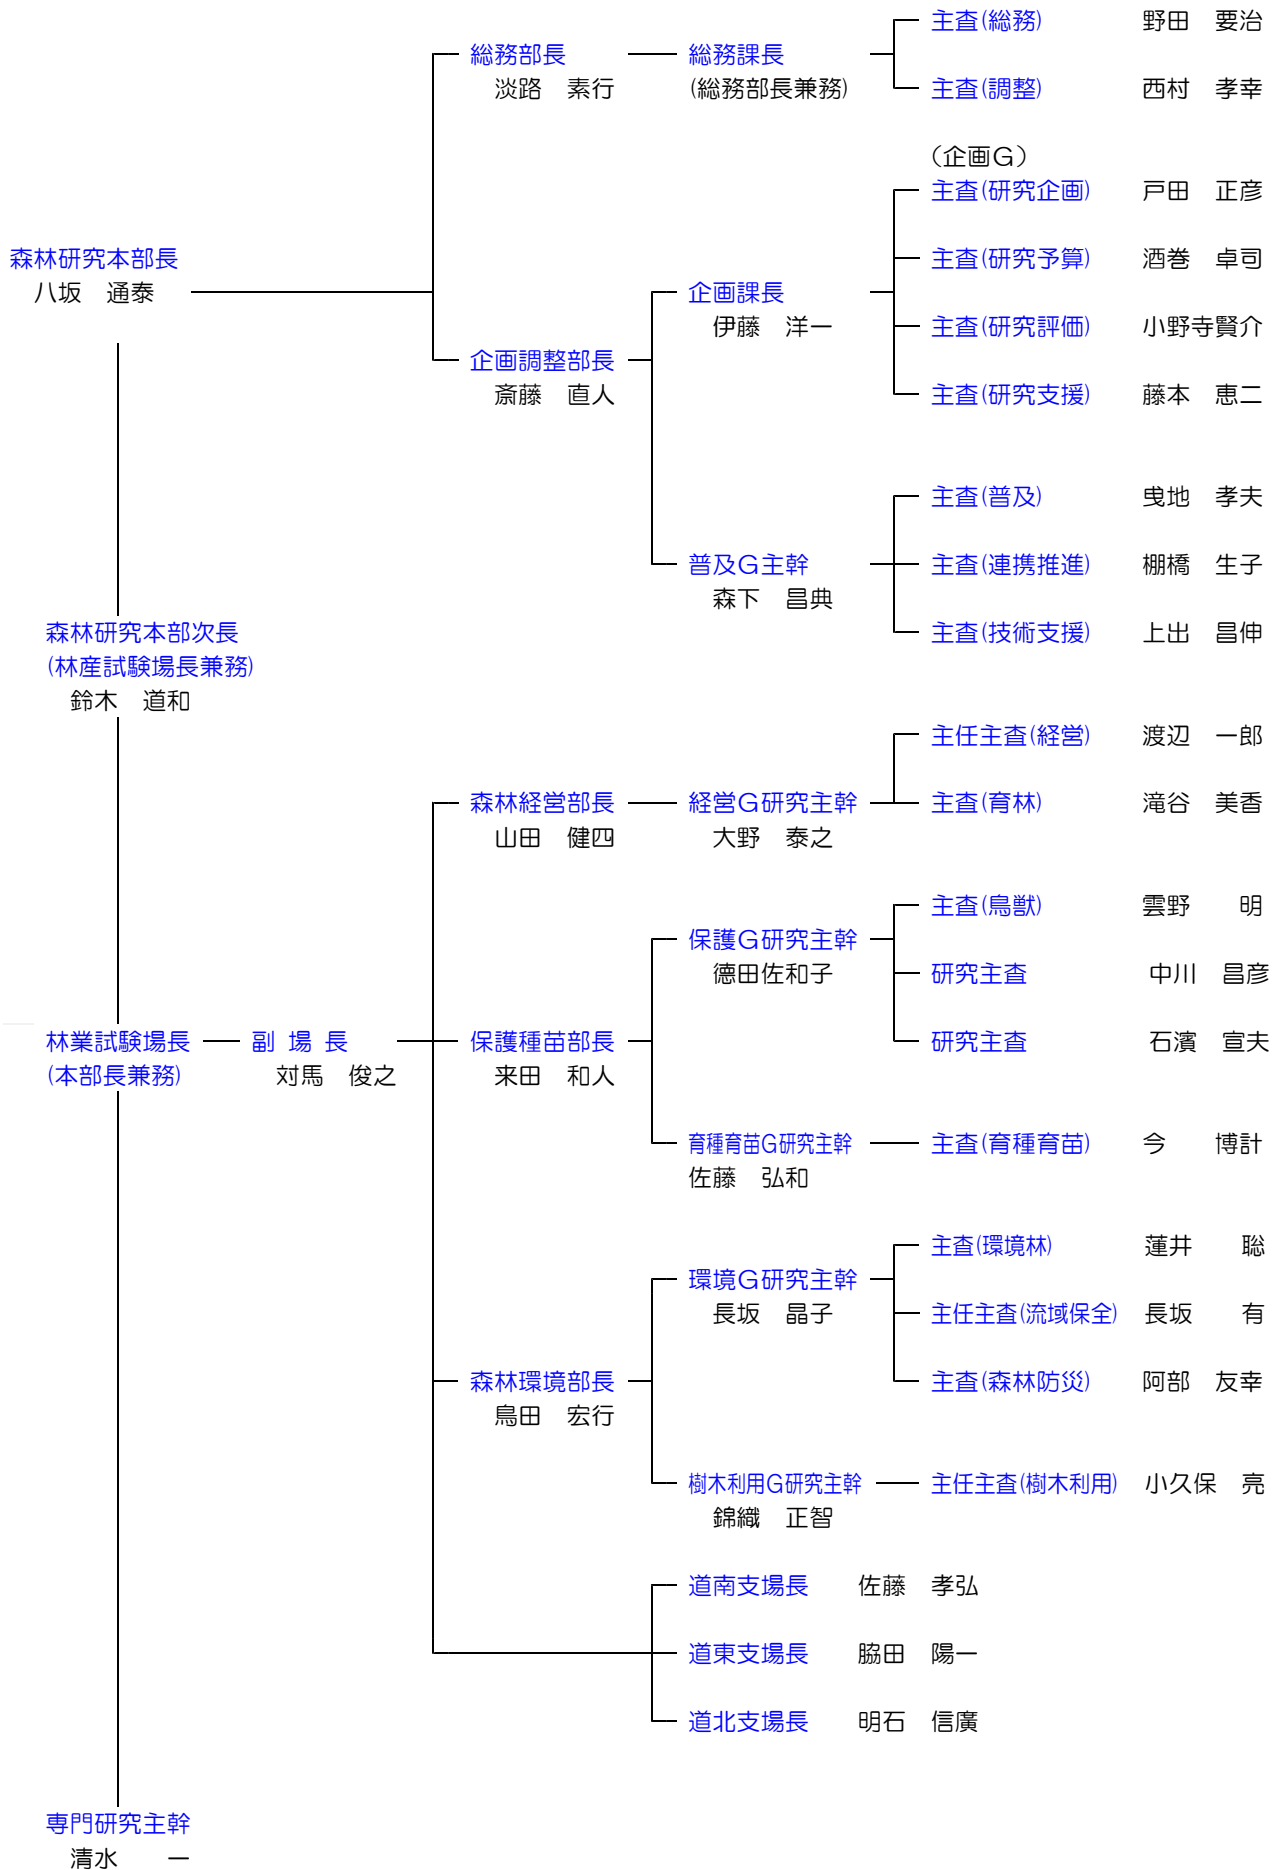 主査(総務)　野田　要治
総務部長　総務課長
淡路　素行　(総務部長兼務)　主査(調整)　西村　孝幸
（企画Ｇ）
主査(研究企画)　戸田　正彦
森林研究本部長　主査(研究予算)　酒巻　卓司
八坂　通泰　企画課長
伊藤　洋一　主査(研究評価)　小野寺賢介
企画調整部長
斎藤　直人　主査(研究支援)　藤本　恵二
主査(普及)　曳地　孝夫
普及Ｇ主幹　主査(連携推進)　棚橋　生子
森下　昌典
森林研究本部次長　主査(技術支援)　上出　昌伸
(林産試験場長兼務)
鈴木　道和
主任主査(経営)　渡辺　一郎
森林経営部長　経営Ｇ研究主幹　主査(育林)　滝谷　美香
山田　健四　大野　泰之
主査(鳥獣)　雲野　明
保護Ｇ研究主幹
德田佐和子　研究主査　中川　昌彦
林業試験場長　副 場 長　保護種苗部長　研究主査　石濱　宣夫
(本部長兼務)　対馬　俊之　来田　和人
育種育苗Ｇ研究主幹　主査(育種育苗)　今　博計
佐藤　弘和
主査(環境林)　蓮井　聡
環境Ｇ研究主幹
長坂　晶子　主任主査(流域保全)　長坂　有
森林環境部長　主査(森林防災)　阿部　友幸
鳥田　宏行
樹木利用Ｇ研究主幹　主任主査(樹木利用)　小久保　亮
錦織　正智
道南支場長　佐藤　孝弘
道東支場長　脇田　陽一
道北支場長　明石　信廣
専門研究主幹
清水　一